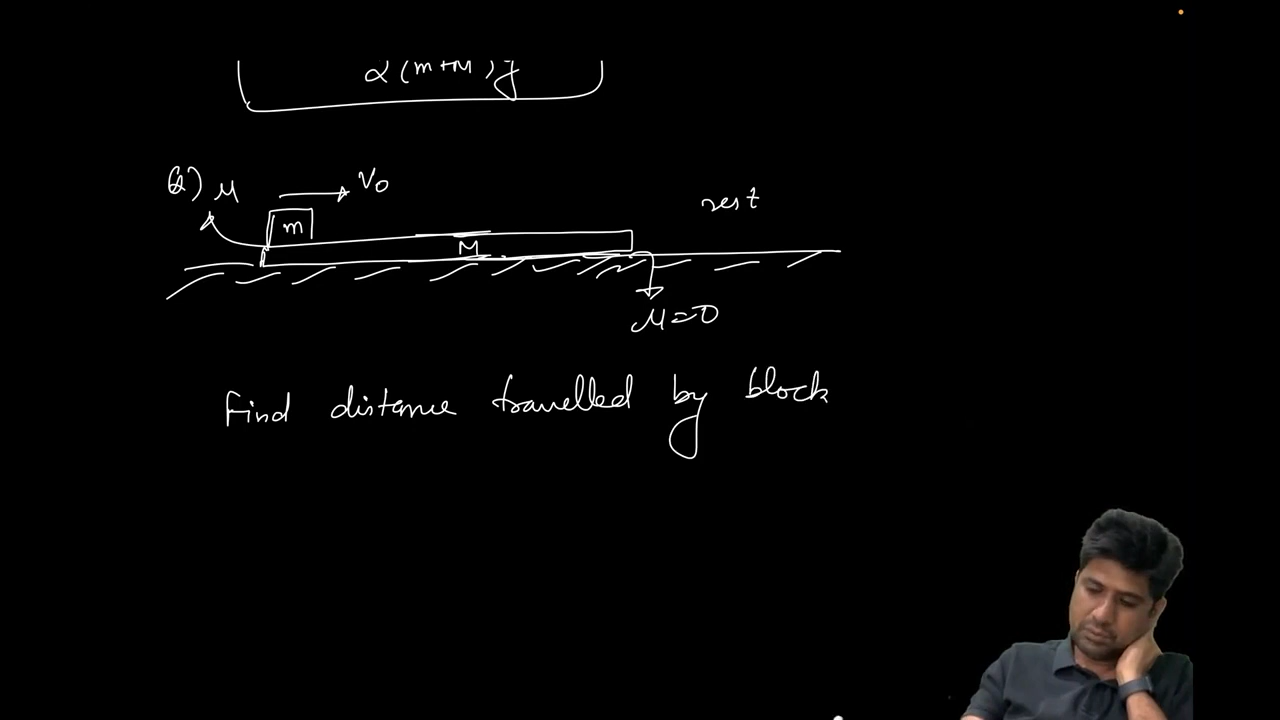 α(m+M)g
Q) μ → V₀
m
rest
M
μ=0
Find distance travelled by block